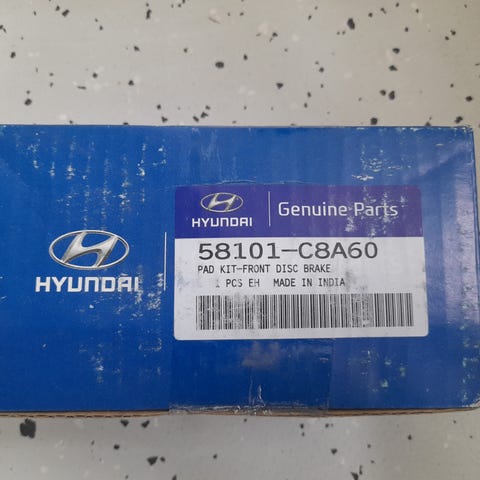 HYUNDAI
HYUNDAI
Genuine Parts
58101-C8A60
PAD KIT-FRONT DISC BRAKE
1 PCS EH MADE IN INDIA